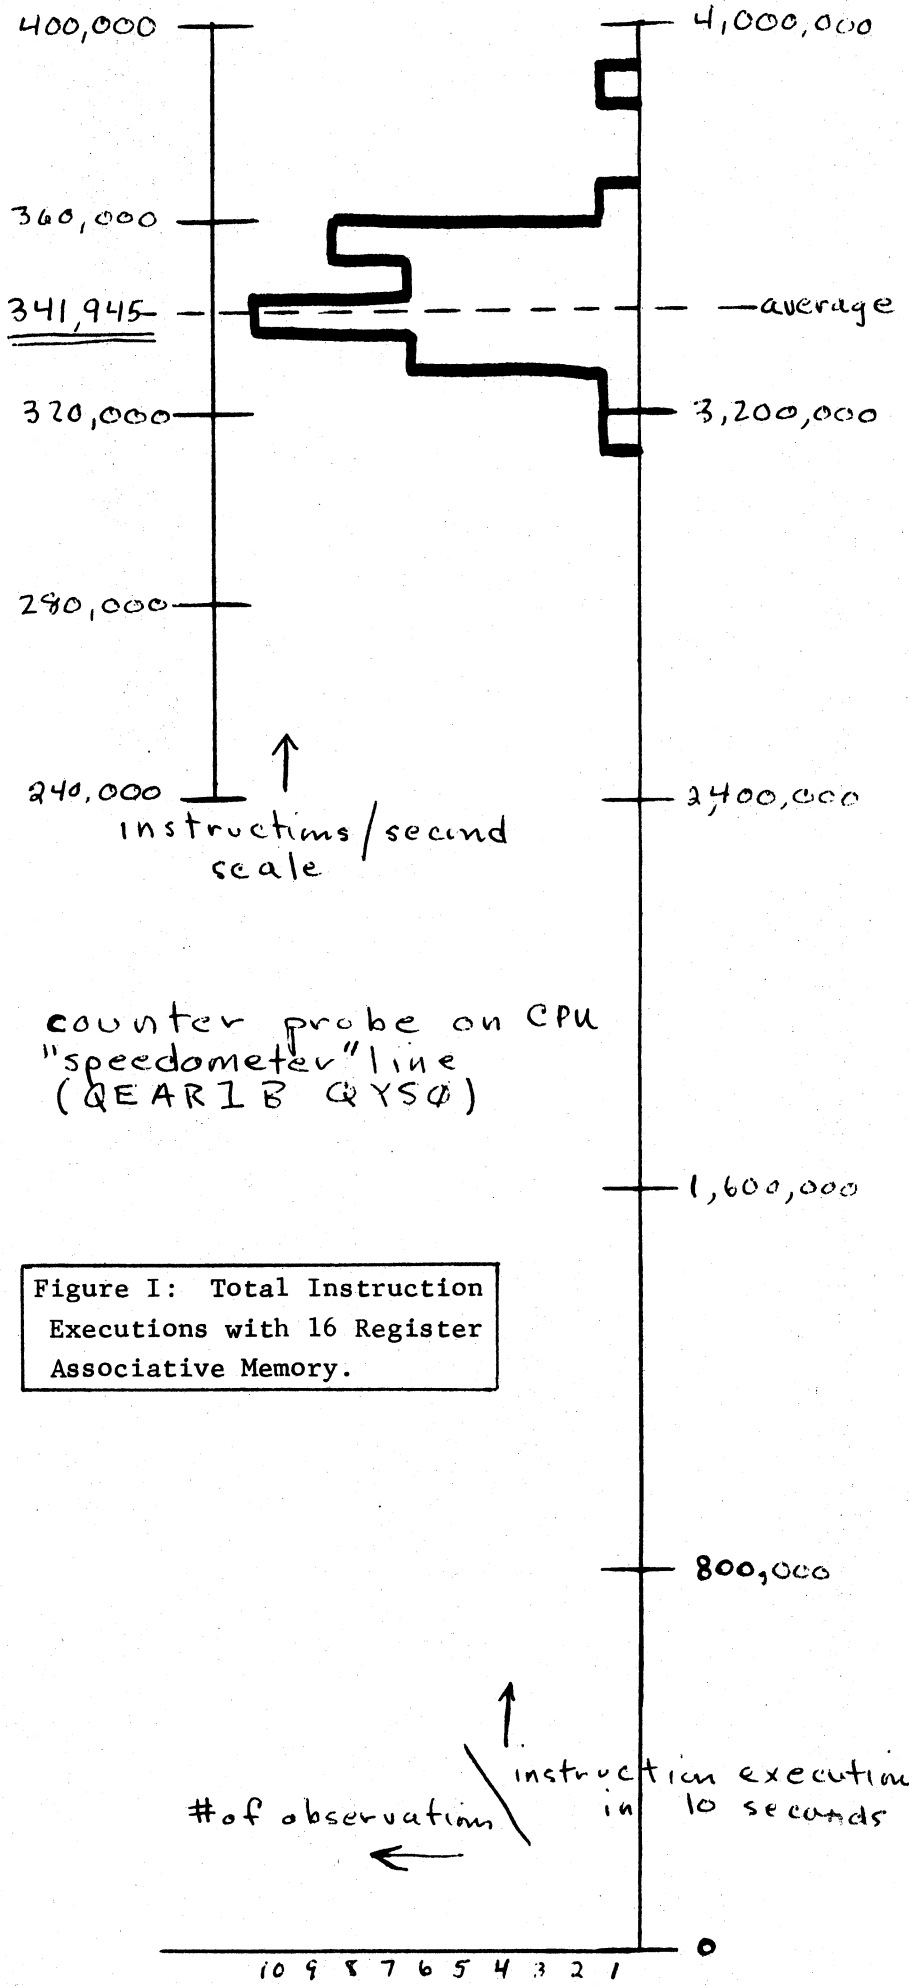 400,000
4,000,000
360,000
341,945
average
320,000
3,200,000
280,000
240,000
2,400,000
instructions/second
scale
counter probe on CPU
"speedometer" line
(QEARIB QYSØ)
1,600,000
Figure I: Total Instruction
Executions with 16 Register
Associative Memory.
800,000
instruction execution
in 10 seconds
# of observation
0
10 9 8 7 6 5 4 3 2 1